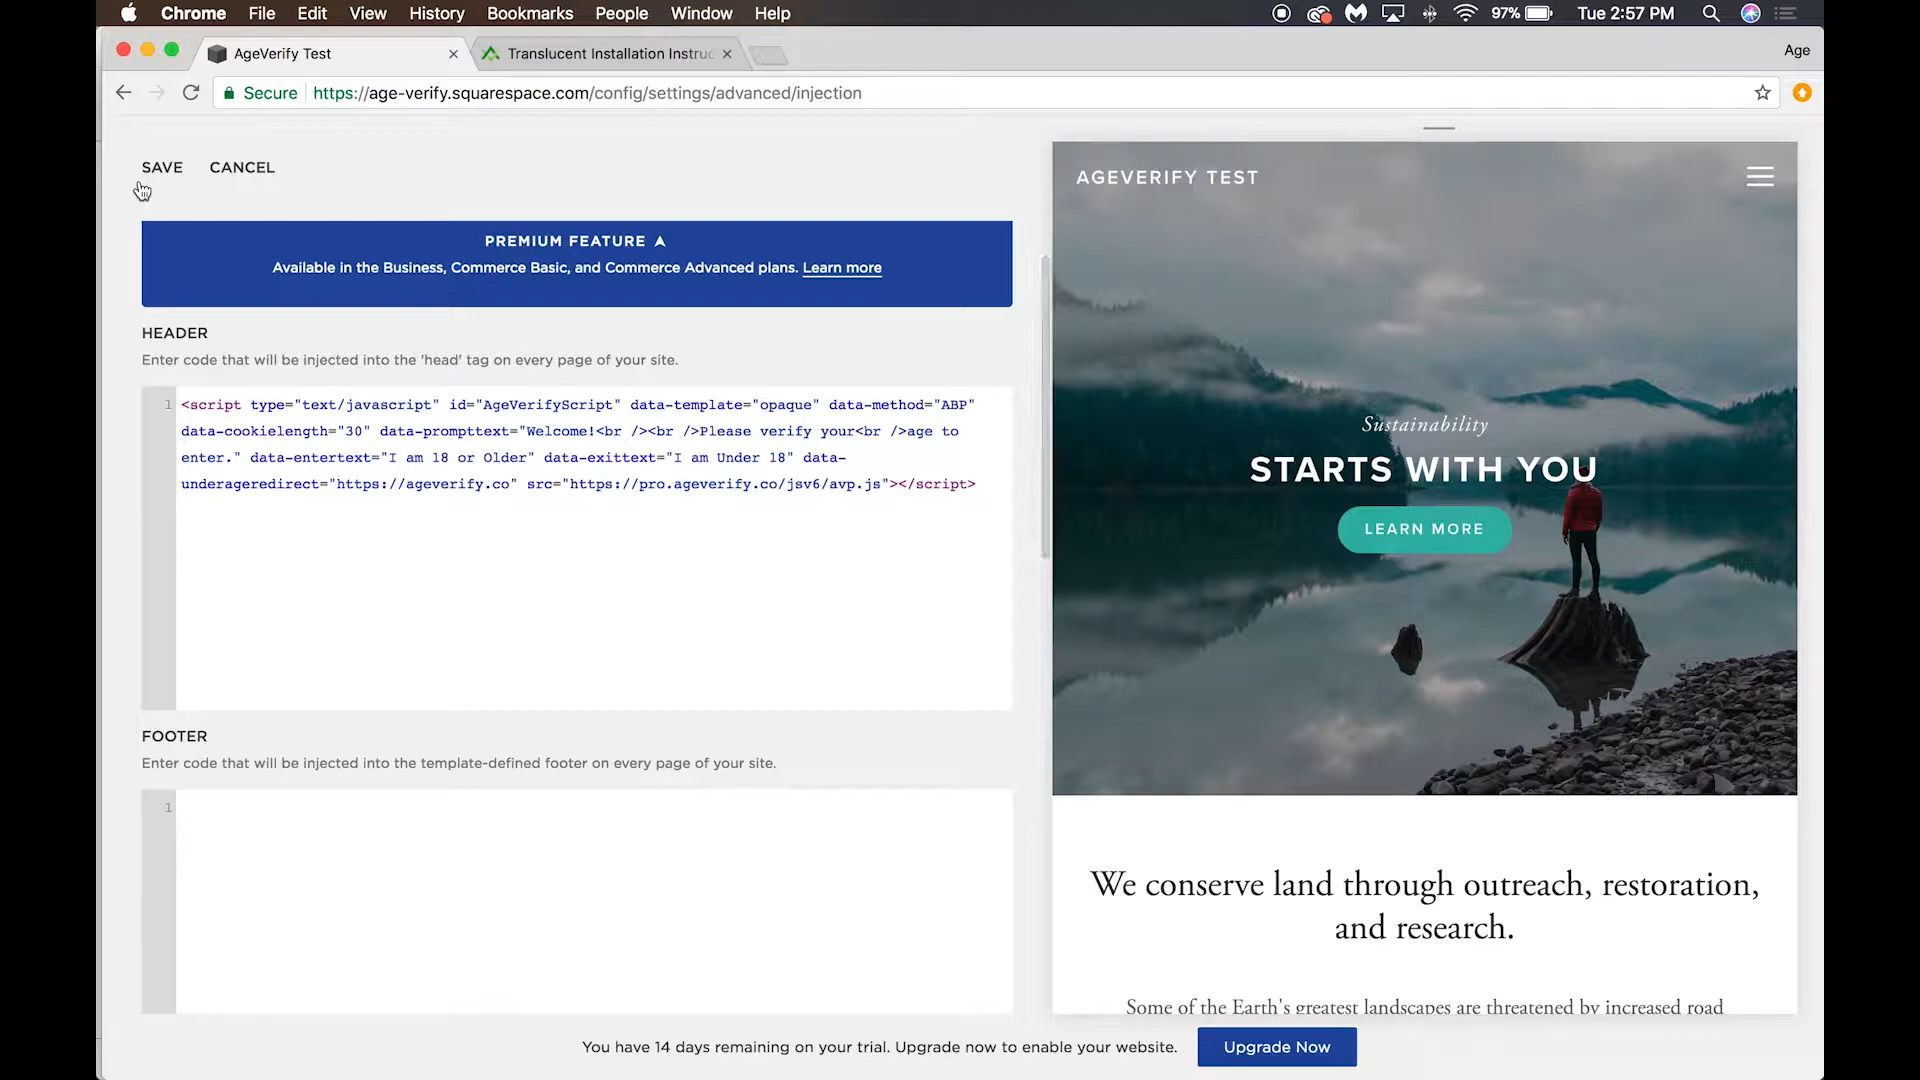 Chrome File Edit View History Bookmarks People Window Help 97% Tue 2:57 PM
AgeVerify Test Translucent Installation Instruc Age
Secure https://age-verify.squarespace.com/config/settings/advanced/injection
SAVE CANCEL
PREMIUM FEATURE
Available in the Business, Commerce Basic, and Commerce Advanced plans. Learn more
HEADER
Enter code that will be injected into the 'head' tag on every page of your site.
1 <script type="text/javascript" id="AgeVerifyScript" data-template="opaque" data-method="ABP"
data-cookielength="30" data-prompttext="Welcome!<br /><br />Please verify your<br />age to
enter." data-entertext="I am 18 or Older" data-exittext="I am Under 18" data-
underageredirect="https://ageverify.co" src="https://pro.ageverify.co/jsv6/avp.js"></script>
FOOTER
Enter code that will be injected into the template-defined footer on every page of your site.
1
AGEVERIFY TEST
Sustainability
STARTS WITH YOU
LEARN MORE
We conserve land through outreach, restoration,
and research.
Some of the Earth's greatest landscapes are threatened by increased road
You have 14 days remaining on your trial. Upgrade now to enable your website. Upgrade Now